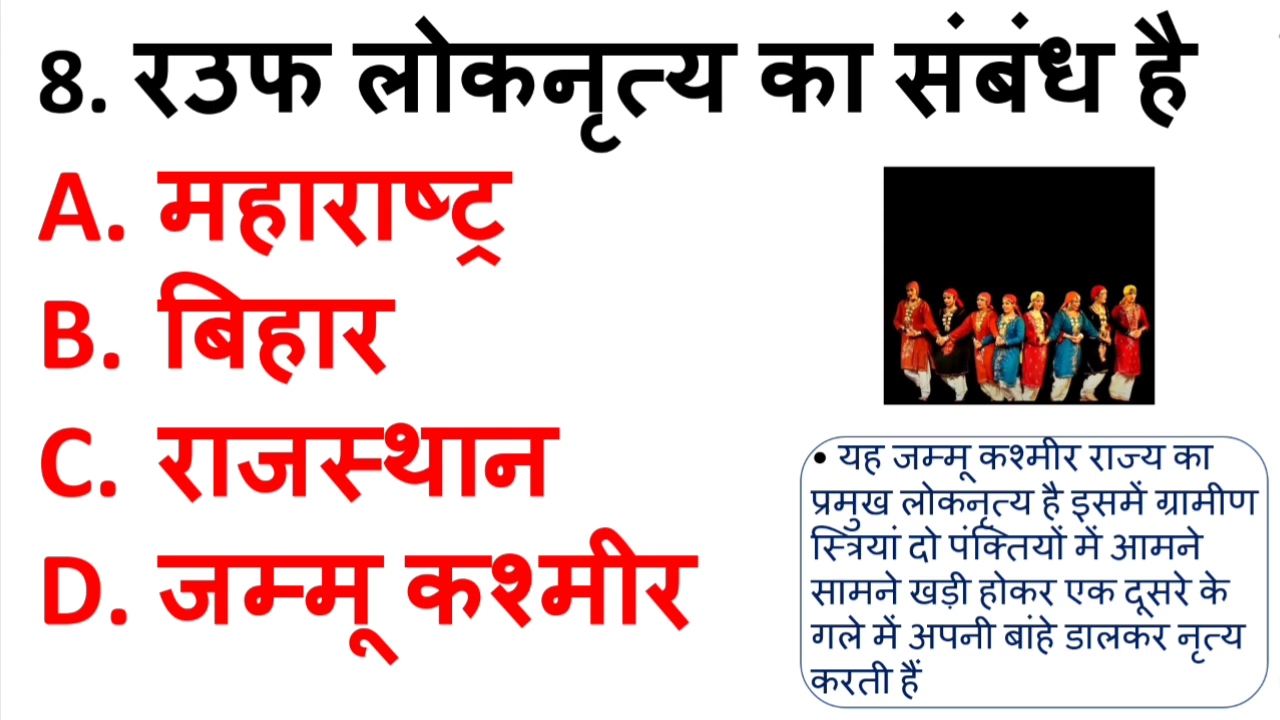 8. रउफ लोकनृत्य का संबंध है
A. महाराष्ट्र
B. बिहार
C. राजस्थान
D. जम्मू कश्मीर
• यह जम्मू कश्मीर राज्य का
प्रमुख लोकनृत्य है इसमें ग्रामीण
स्त्रियां दो पंक्तियों में आमने
सामने खड़ी होकर एक दूसरे के
गले में अपनी बांहे डालकर नृत्य
करती हैं